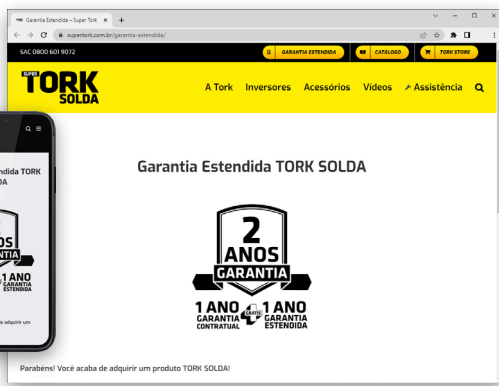 Garantia Estendida – Super Tork
supertork.com.br/garantia-estendida/
SAC 0800 601 9072
GARANTIA ESTENDIDA
CATÁLOGO
TORK STORE
SUPER
TORK
SOLDA
A Tork Inversores Acessórios Vídeos Assistência
Garantia Estendida TORK SOLDA
2
ANOS
GARANTIA
1 ANO
GARANTIA
CONTRATUAL
GRÁTIS
1 ANO
GARANTIA
ESTENDIDA
Parabéns! Você acaba de adquirir um produto TORK SOLDA!
ndida TORK
DA
OS
NTIA
1 ANO
GARANTIA
ESTENDIDA
de adquirir um